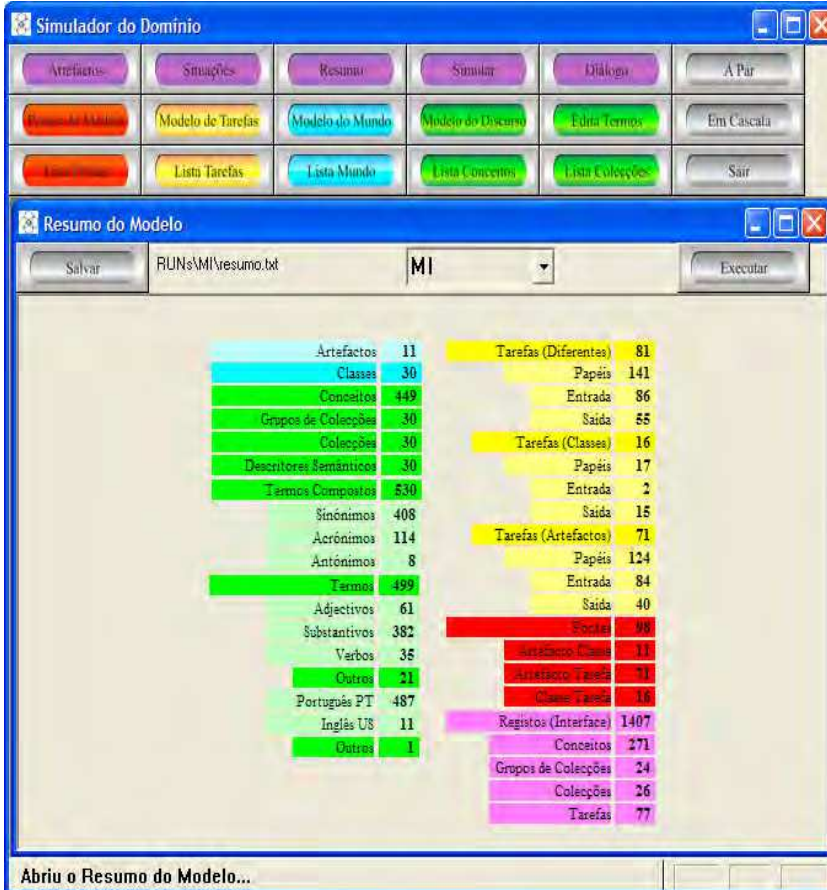 Simulador do Domínio
Artefactos Situações Resumo Simular Diálogo A Par
Modelo de Tarefas Modelo do Mundo Modelo do Discurso Edita Termos Em Cascata
Lista Tarefas Lista Mundo Lista Conceitos Lista Colecções Sair
Resumo do Modelo
Salvar RUNs\MI\resumo.txt MI Executar
Artefactos 11 Tarefas (Diferentes) 81
Classes 30 Papéis 141
Conceitos 449 Entrada 86
Grupos de Colecções 30 Saída 55
Colecções 30 Tarefas (Classes) 16
Descritores Semânticos 30 Papéis 17
Termos Compostos 530 Entrada 2
Sinónimos 408 Saída 15
Acrónimos 114 Tarefas (Artefactos) 71
Antónimos 8 Papéis 124
Termos 499 Entrada 84
Adjectivos 61 Saída 40
Substantivos 382 Pontes 98
Verbos 35 Artefacto Classe 11
Outros 21 Artefacto Tarefa 71
Português PT 487 Classe Tarefa 16
Inglês US 11 Registos (Interface) 1407
Outros 1 Conceitos 271
Grupos de Colecções 24
Colecções 26
Tarefas 77
Abriu o Resumo do Modelo...